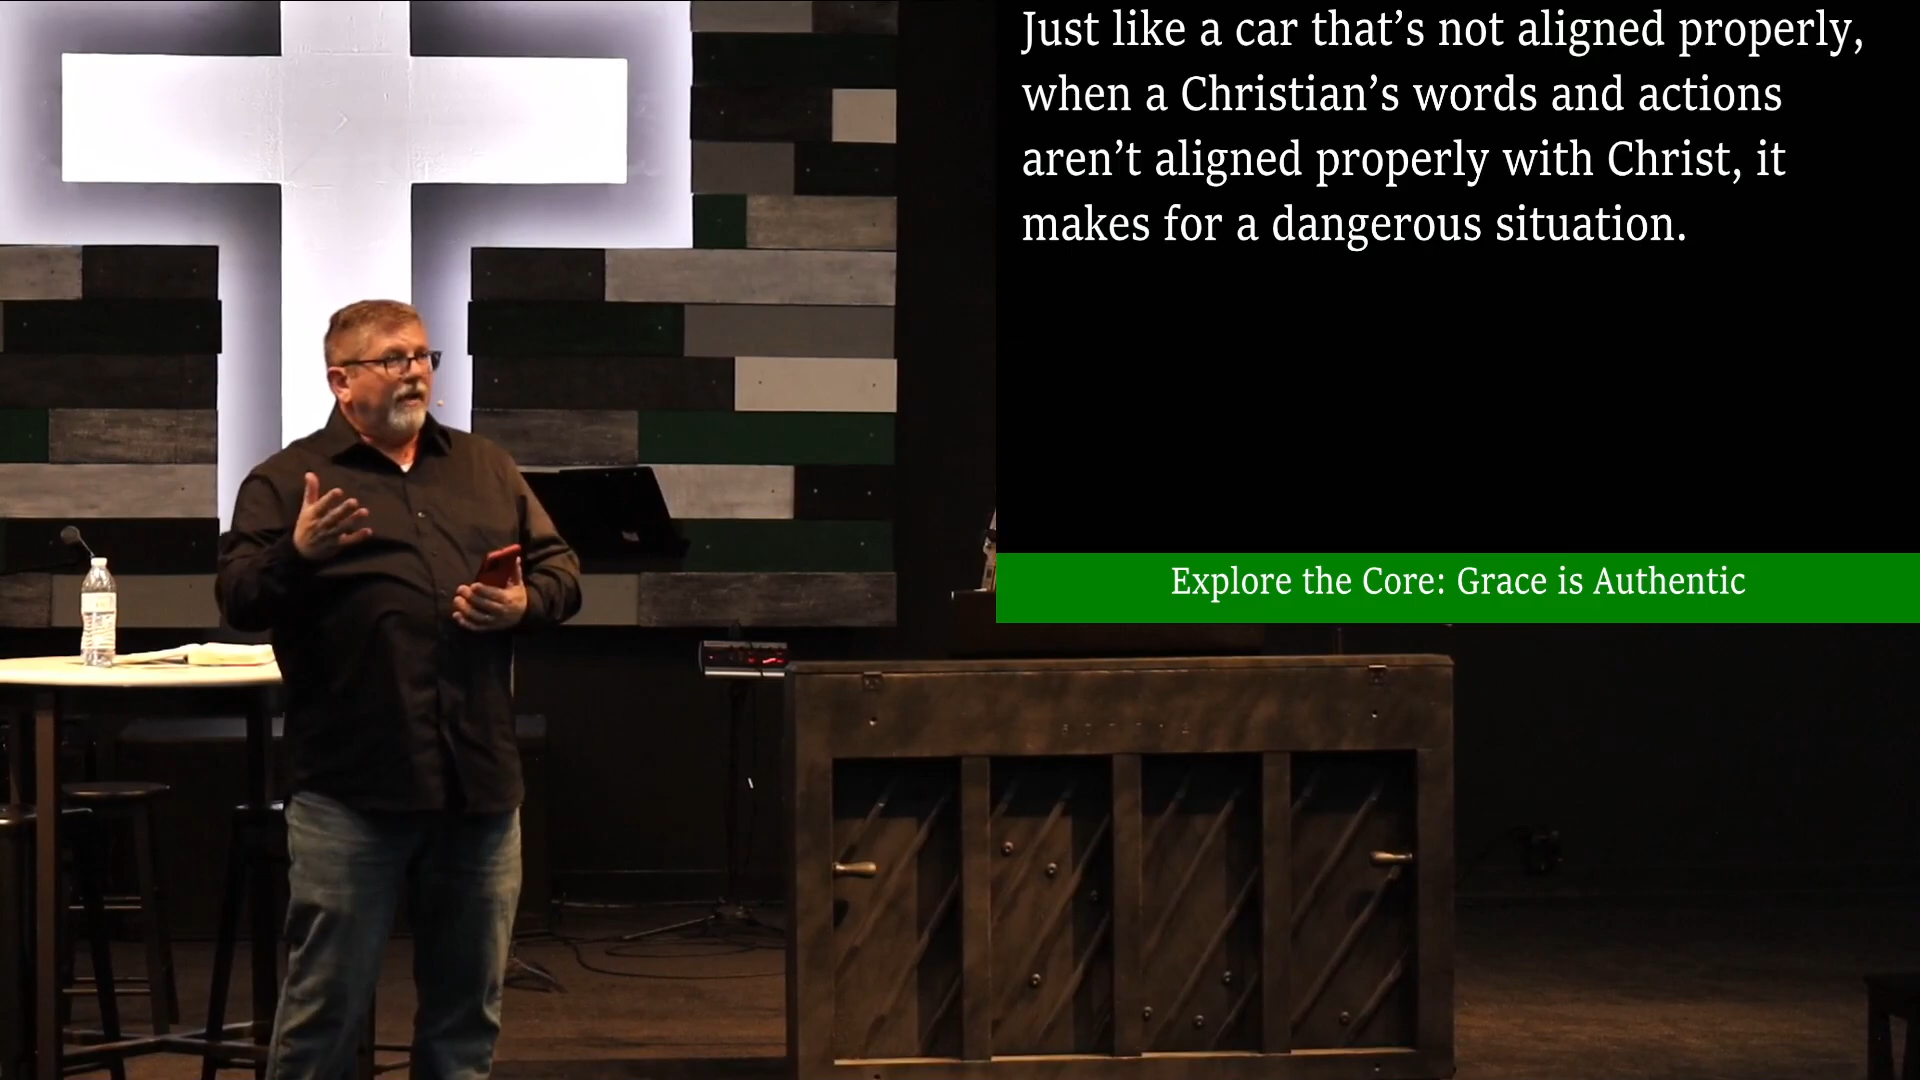 Just like a car that’s not aligned properly,
when a Christian’s words and actions
aren’t aligned properly with Christ, it
makes for a dangerous situation.
Explore the Core: Grace is Authentic